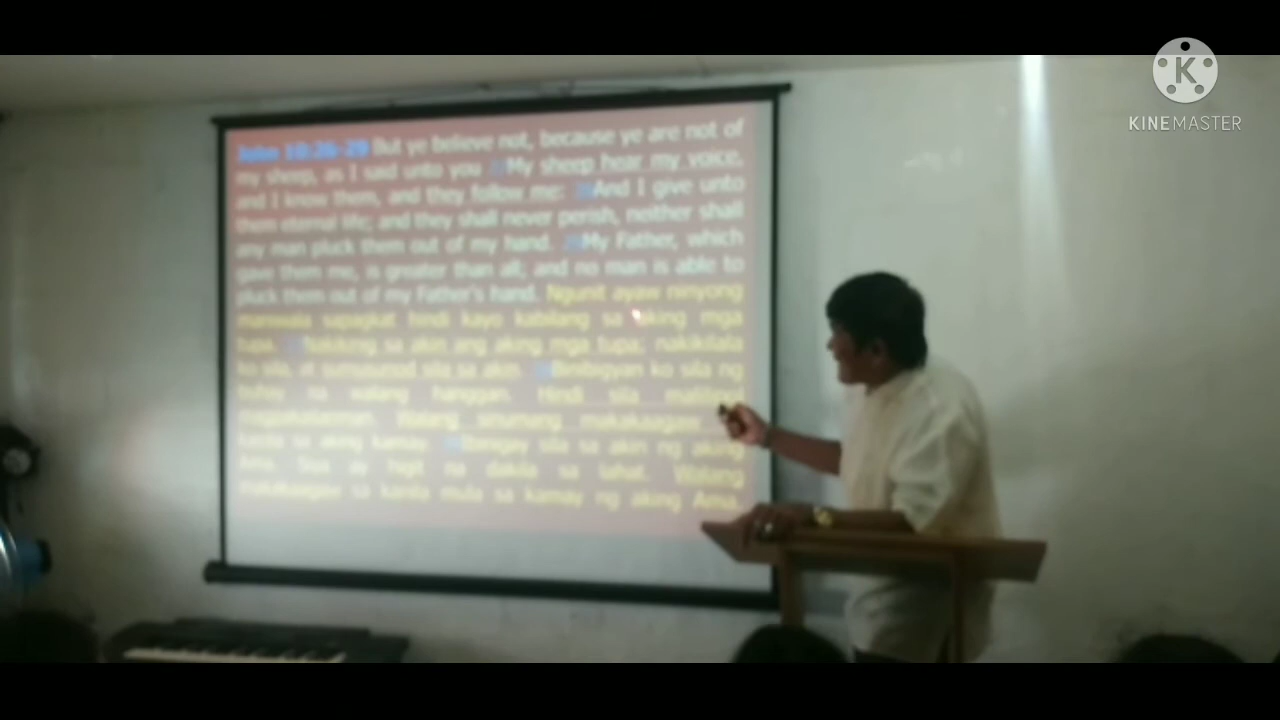 John 10:26-29 But ye believe not, because ye are not of
my sheep, as I said unto you 27My sheep hear my voice,
and I know them, and they follow me: 28And I give unto
them eternal life; and they shall never perish, neither shall
any man pluck them out of my hand. 29My Father, which
gave them me, is greater than all; and no man is able to
pluck them out of my Father's hand. Ngunit ayaw ninyong
maniwala sapagkat hindi kayo kabilang sa aking mga
tupa. Nakikinig sa akin ang aking mga tupa; nakikilala
ko sila, at sumusunod sila sa akin. Binibigyan ko sila ng
buhay na walang hanggan. Hindi sila
Walang sinumang makakaagaw
kanila sa aking kamay. Ibinigay sila sa akin ng aking
Ama. Siya ay higit na dakila sa lahat. Walang
makakaagaw sa kanila mula sa kamay ng aking Ama.
KINEMASTER